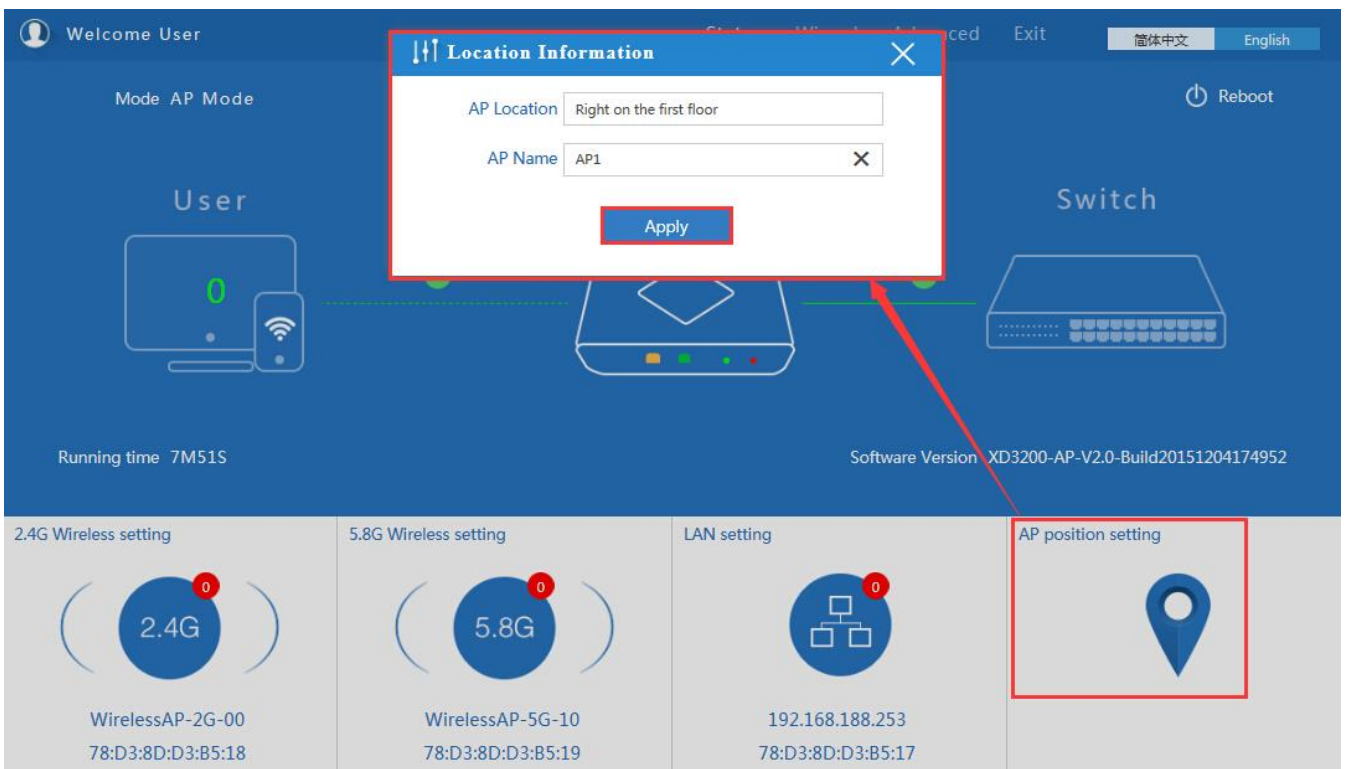 Welcome User
Exit
简体中文
English
Location Information
Mode AP Mode
AP Location Right on the first floor
Reboot
AP Name AP1
User
Switch
Apply
0
Running time 7M51S
Software Version XD3200-AP-V2.0-Build20151204174952
2.4G Wireless setting
5.8G Wireless setting
LAN setting
AP position setting
0
0
0
2.4G
5.8G
WirelessAP-2G-00
WirelessAP-5G-10
192.168.188.253
78:D3:8D:D3:B5:18
78:D3:8D:D3:B5:19
78:D3:8D:D3:B5:17